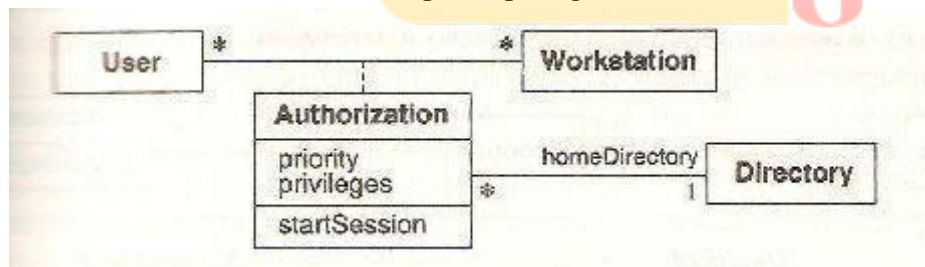 User
*
*
Workstation
Authorization
priority
privileges
startSession
homeDirectory
*
1
Directory